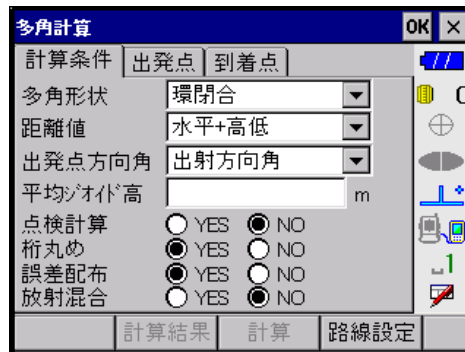 多角計算 OK ×
計算条件 出発点 到着点
多角形状 環閉合
距離値 水平+高低
出発点方向角 出射方向角
平均ｼﾞｵｲﾄﾞ高 m
点検計算 YES NO
桁丸め YES NO
誤差配布 YES NO
放射混合 YES NO
1
計算結果 計算 路線設定